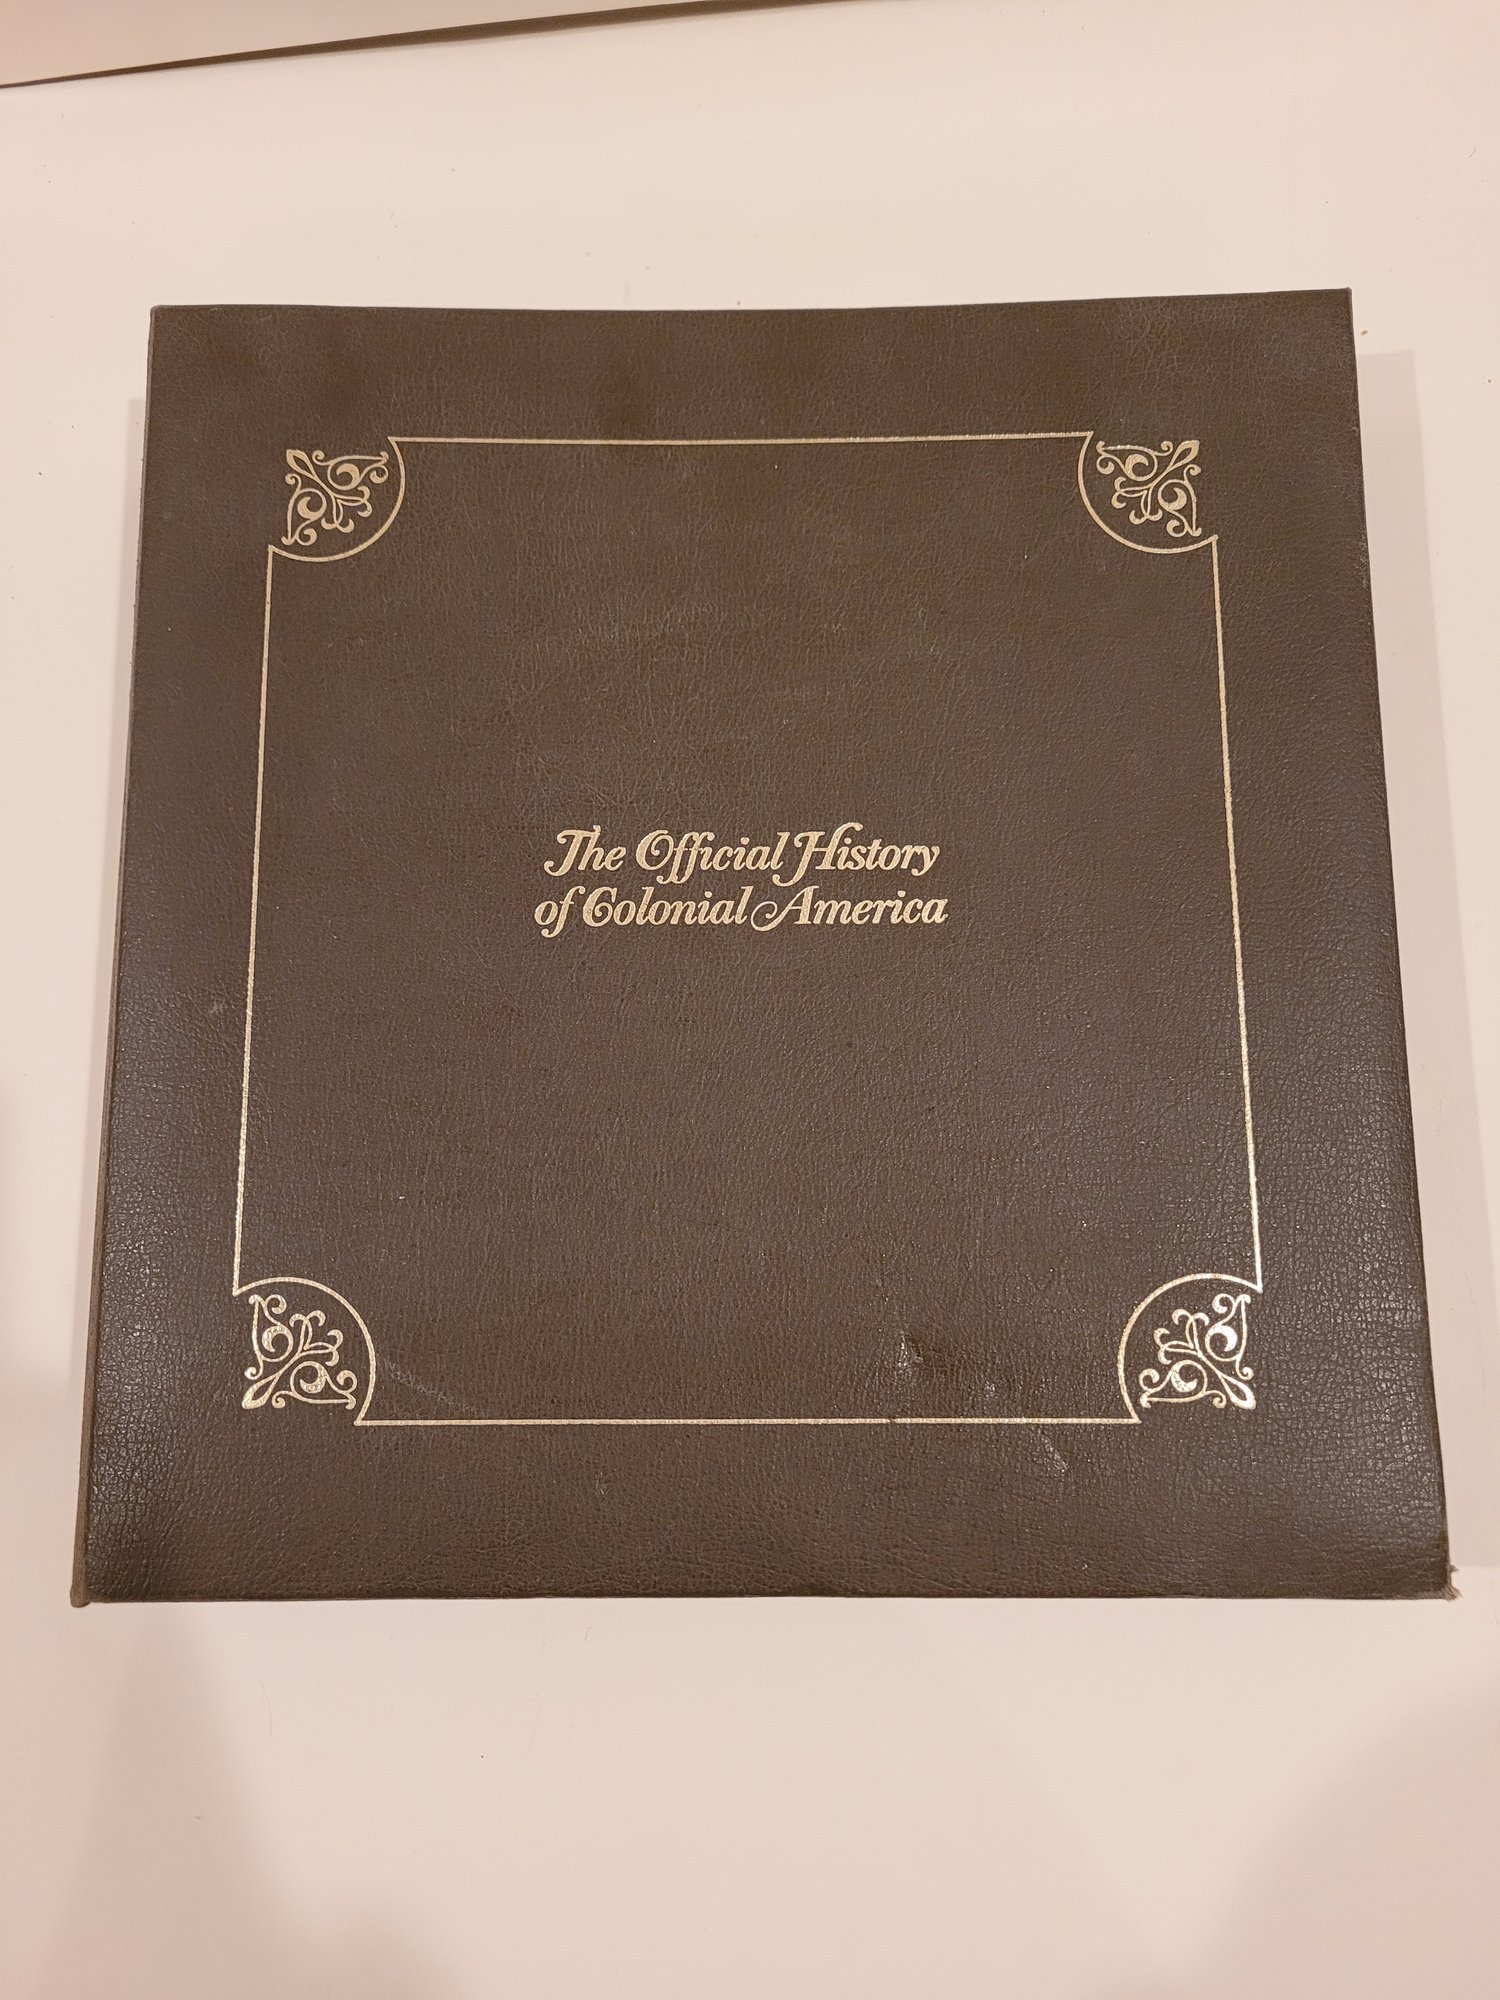 The Official History
of Colonial America